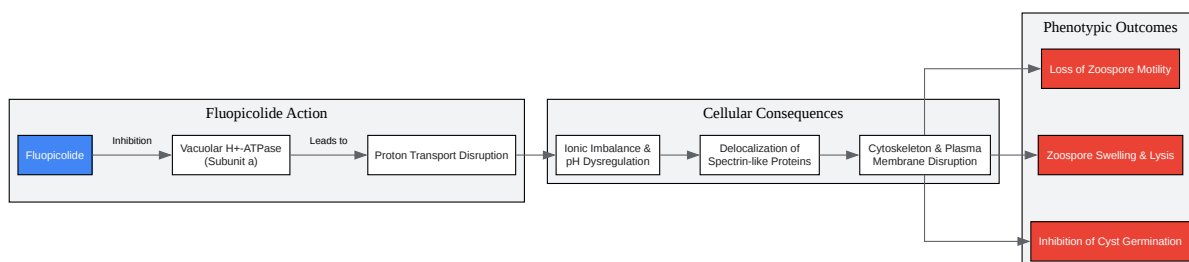 Phenotypic Outcomes
Loss of Zoospore Motility
Fluopicolide Action
Cellular Consequences
Inhibition
Leads to
Fluopicolide
Vacuolar H+-ATPase
(Subunit a)
Proton Transport Disruption
Ionic Imbalance &
pH Dysregulation
Delocalization of
Spectrin-like Proteins
Cytoskeleton & Plasma
Membrane Disruption
Zoospore Swelling & Lysis
Inhibition of Cyst Germination